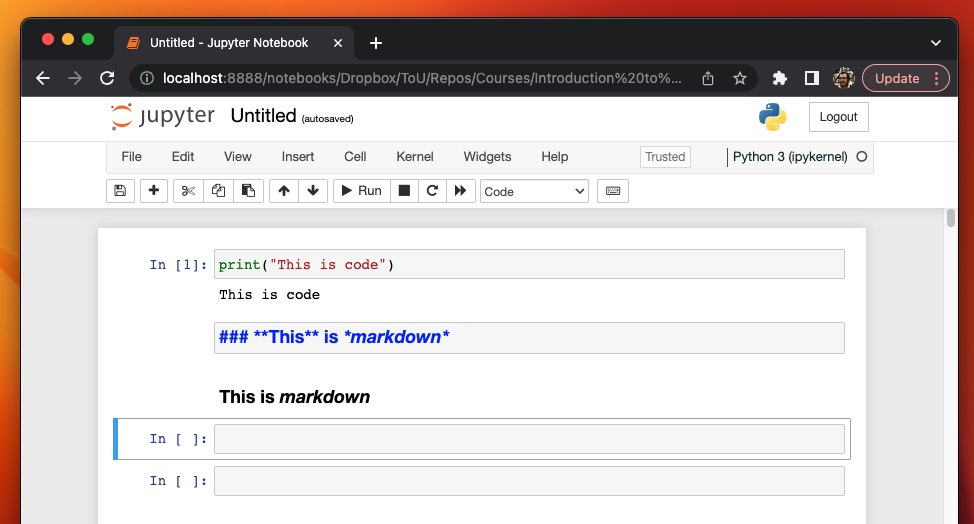 Untitled - Jupyter Notebook
localhost:8888/notebooks/Dropbox/ToU/Repos/Courses/Introduction%20to%...
Update
jupyter Untitled (autosaved)
Logout
File Edit View Insert Cell Kernel Widgets Help Trusted Python 3 (ipykernel)
Run Code
In [1]: print("This is code")
This is code
### **This** is *markdown*
This is markdown
In [ ]:
In [ ]: